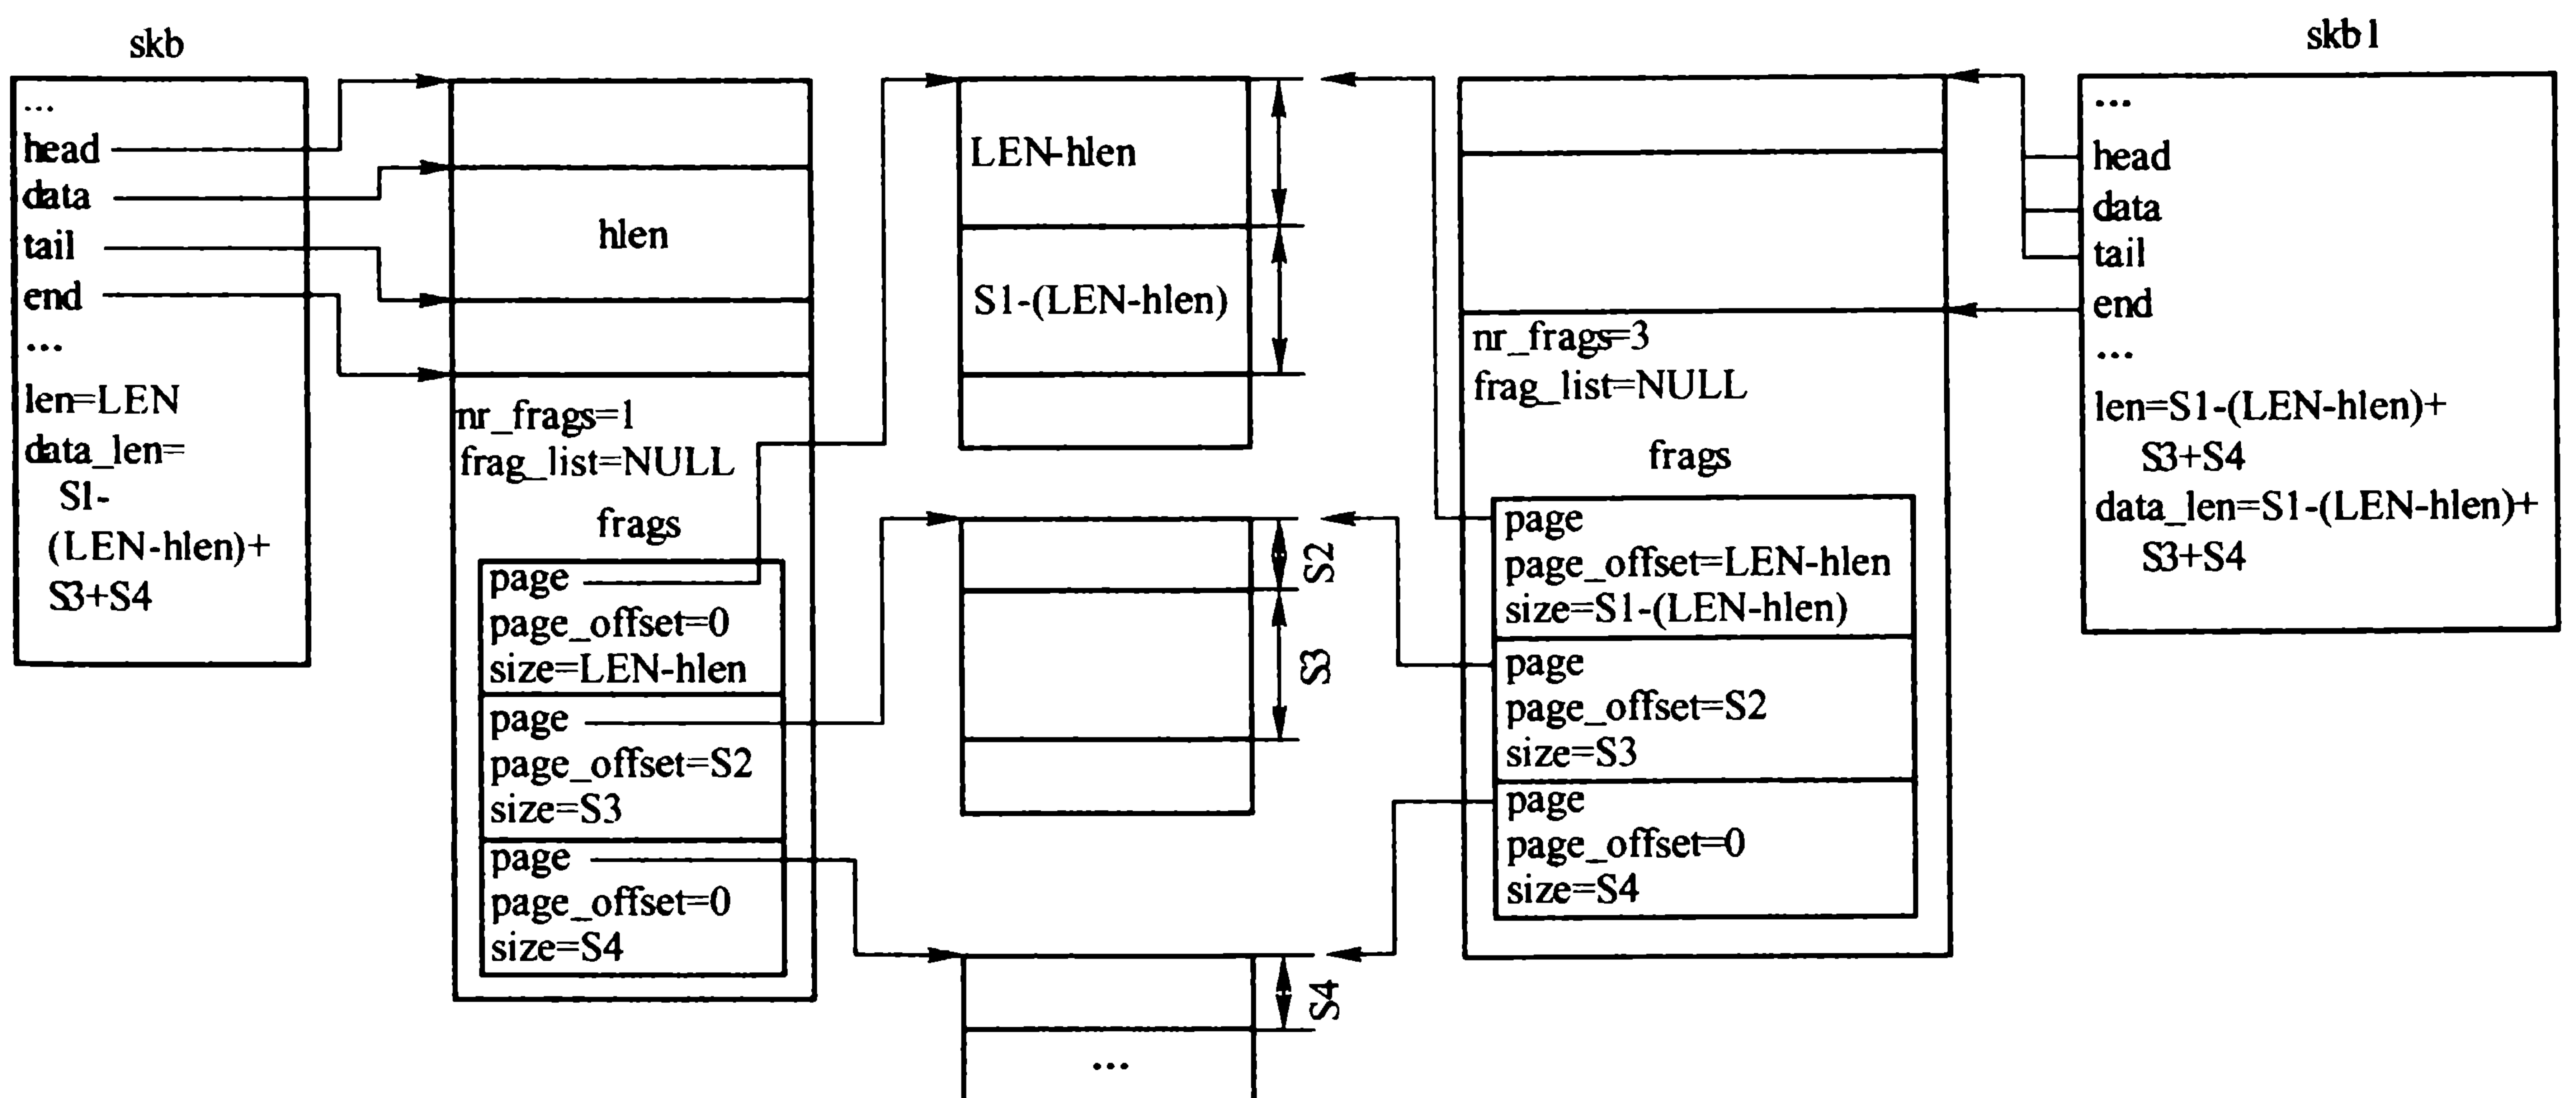 skb
...
head
data
tail
end
...
len=LEN
data_len=
S1-
(LEN-hlen)+
S3+S4
hlen
nr_frags=1
frag_list=NULL
frags
page
page_offset=0
size=LEN-hlen
page
page_offset=S2
size=S3
page
page_offset=0
size=S4
LEN-hlen
S1-(LEN-hlen)
S2
S3
S4
...
nr_frags=3
frag_list=NULL
frags
page
page_offset=LEN-hlen
size=S1-(LEN-hlen)
page
page_offset=S2
size=S3
page
page_offset=0
size=S4
skb1
...
head
data
tail
end
...
len=S1-(LEN-hlen)+
S3+S4
data_len=S1-(LEN-hlen)+
S3+S4